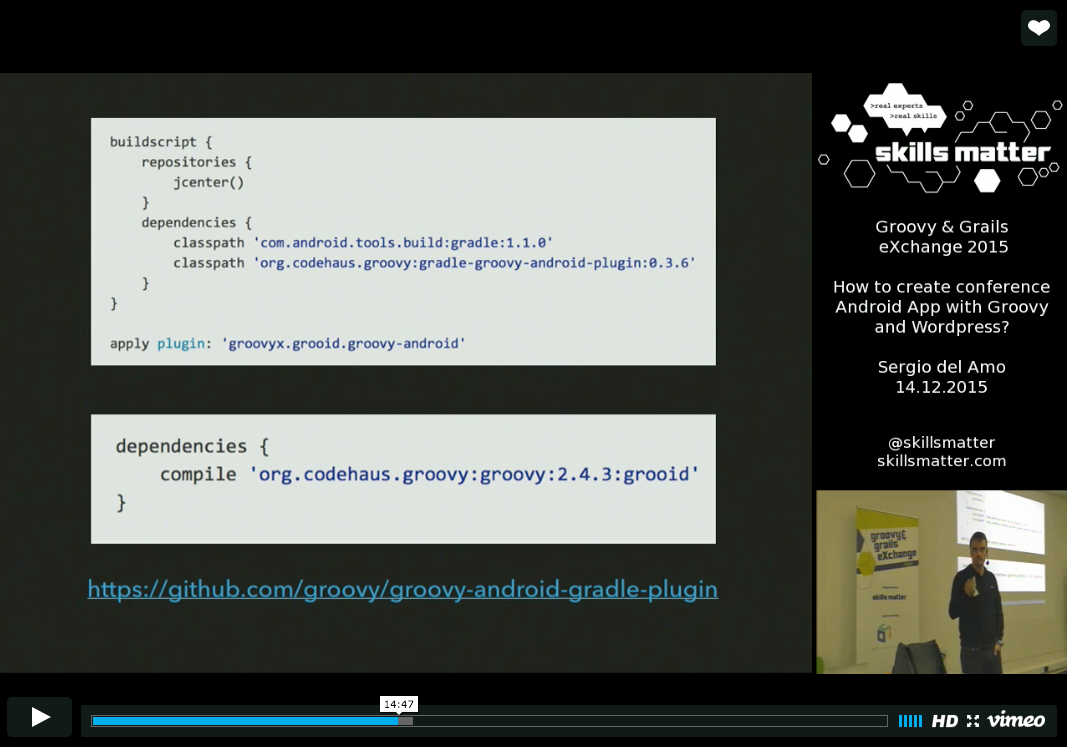 buildscript {
    repositories {
        jcenter()
    }
    dependencies {
        classpath 'com.android.tools.build:gradle:1.1.0'
        classpath 'org.codehaus.groovy:gradle-groovy-android-plugin:0.3.6'
    }
}
apply plugin: 'groovyx.grooid.groovy-android'
dependencies {
    compile 'org.codehaus.groovy:groovy:2.4.3:grooid'
}
https://github.com/groovy/groovy-android-gradle-plugin
>real experts
>real skills
skills matter
Groovy & Grails
eXchange 2015
How to create conference
Android App with Groovy
and Wordpress?
Sergio del Amo
14.12.2015
@skillsmatter
skillsmatter.com
groovy&
grails
eXchange
skills matter
14:47
HD
vimeo